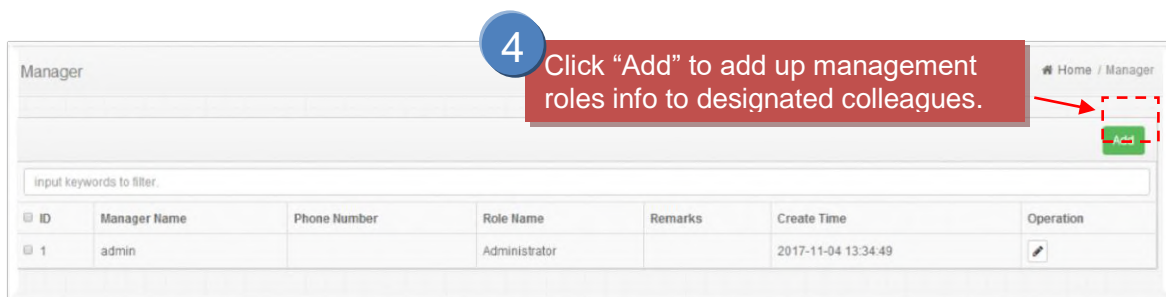 4
Click “Add” to add up management
roles info to designated colleagues.
Manager
Home / Manager
Add
input keywords to filter.
ID Manager Name Phone Number Role Name Remarks Create Time Operation
1 admin Administrator 2017-11-04 13:34:49